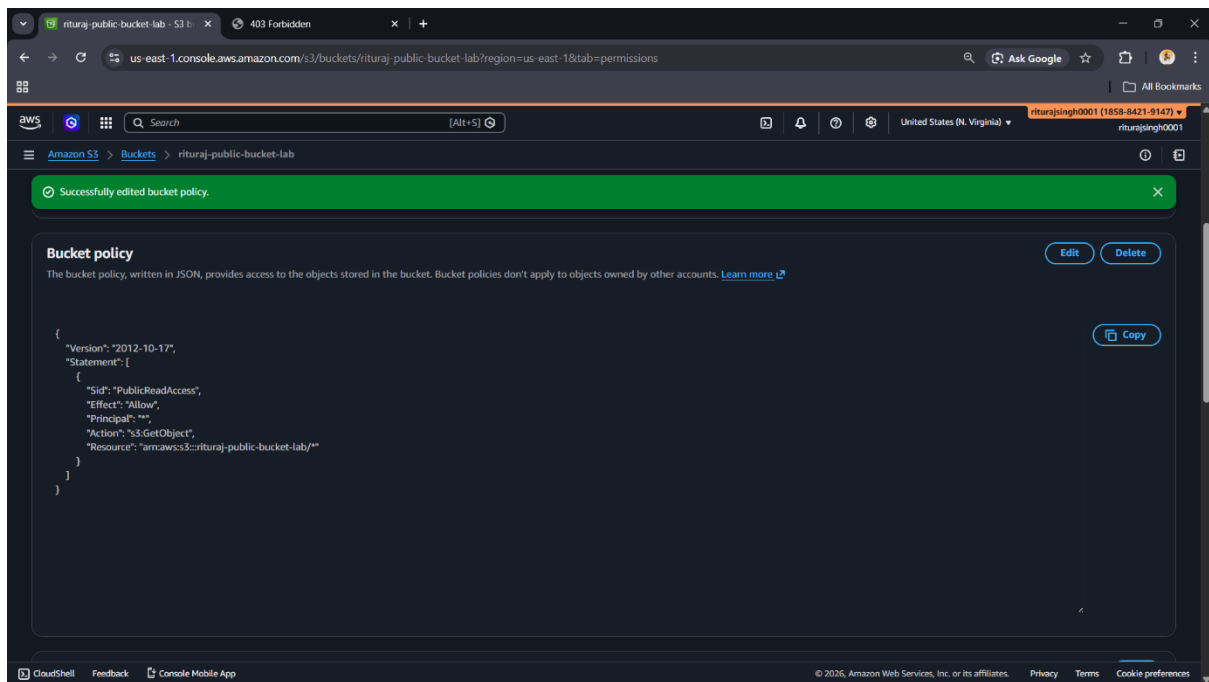 rituraj-public-bucket-lab - S3 b
403 Forbidden
us-east-1.console.aws.amazon.com/s3/buckets/rituraj-public-bucket-lab?region=us-east-1&tab=permissions
Ask Google
All Bookmarks
aws
Search
[Alt+S]
United States (N. Virginia)
riturajsingh0001 (1858-8421-9147)
riturajsingh0001
Amazon S3 > Buckets > rituraj-public-bucket-lab
Successfully edited bucket policy.
Bucket policy
Edit
Delete
The bucket policy, written in JSON, provides access to the objects stored in the bucket. Bucket policies don't apply to objects owned by other accounts. Learn more
Copy
{
"Version": "2012-10-17",
"Statement": [
{
"Sid": "PublicReadAccess",
"Effect": "Allow",
"Principal": "*",
"Action": "s3:GetObject",
"Resource": "arn:aws:s3:::rituraj-public-bucket-lab/*"
}
]
}
CloudShell
Feedback
Console Mobile App
© 2026, Amazon Web Services, Inc. or its affiliates.
Privacy
Terms
Cookie preferences